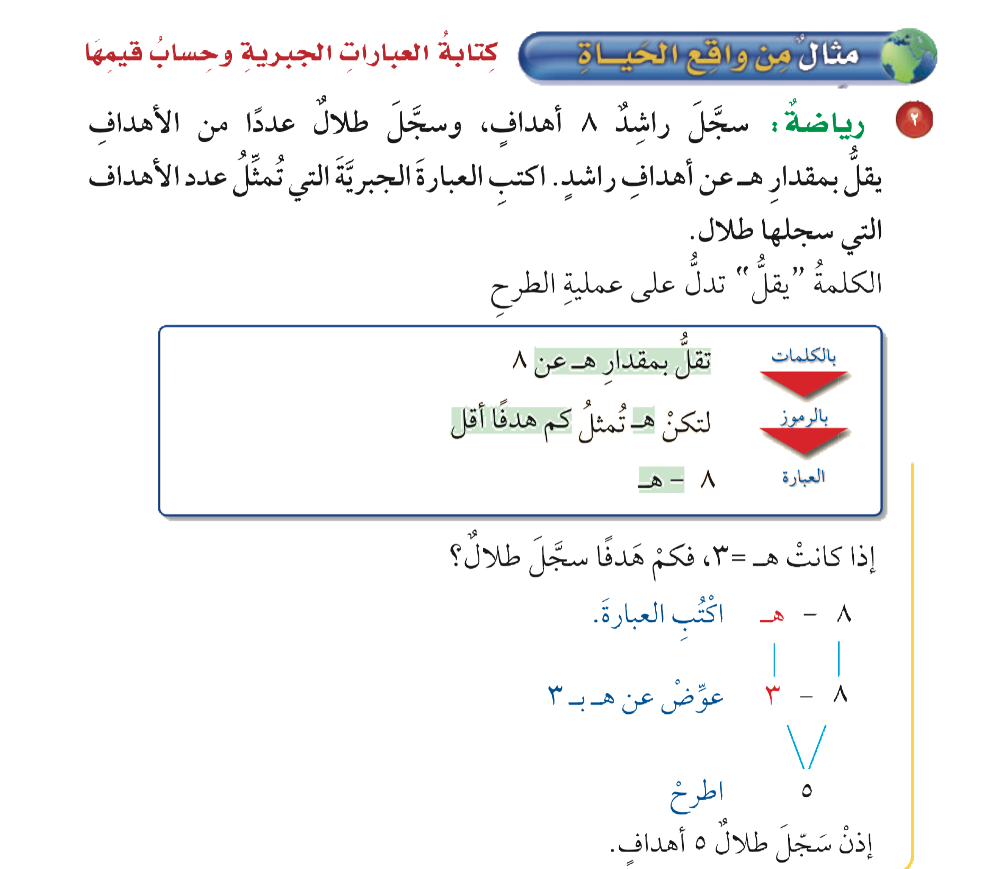 مثالٌ مِن واقِعِ الحَيـــاةِ كِتابةُ العباراتِ الجبريةِ وحِسابُ قيمِهَا
٢ رياضةٌ: سجَّلَ راشِدٌ ٨ أهدافٍ، وسجَّلَ طلالٌ عددًا من الأهدافِ
يقلُّ بمقدارِ هـ عن أهدافِ راشدٍ. اكتبِ العبارةَ الجبريَّةَ التي تُمثِّلُ عدد الأهداف
التي سجلها طلال.
الكلمةُ ”يقلُّ“ تدلُّ على عمليةِ الطرحِ
بالكلمات تقلُّ بمقدارِ هـ عن ٨
بالرموز لتكنْ هـ تُمثلُ كم هدفًا أقل
العبارة ٨ – هـ
إذا كانتْ هـ =٣، فكمْ هَدفًا سجَّلَ طلالٌ؟
٨ – هـ اكْتُبِ العبارةَ.
٨ – ٣ عوِّضْ عن هـ بـ ٣
٥ اطرحْ
إذنْ سَجّلَ طلالٌ ٥ أهدافٍ.